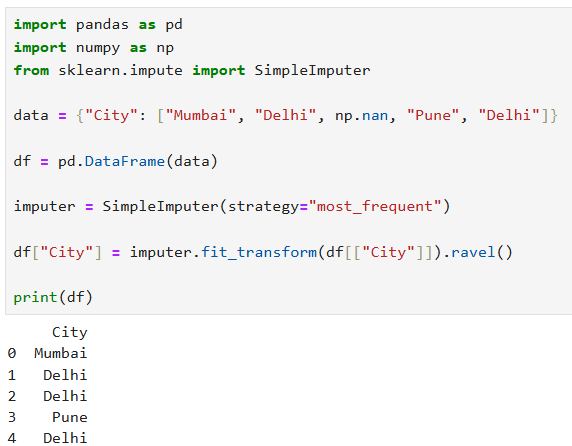 import pandas as pd
import numpy as np
from sklearn.impute import SimpleImputer
data = {"City": ["Mumbai", "Delhi", np.nan, "Pune", "Delhi"]}
df = pd.DataFrame(data)
imputer = SimpleImputer(strategy="most_frequent")
df["City"] = imputer.fit_transform(df[["City"]]).ravel()
print(df)
     City
0  Mumbai
1   Delhi
2   Delhi
3    Pune
4   Delhi